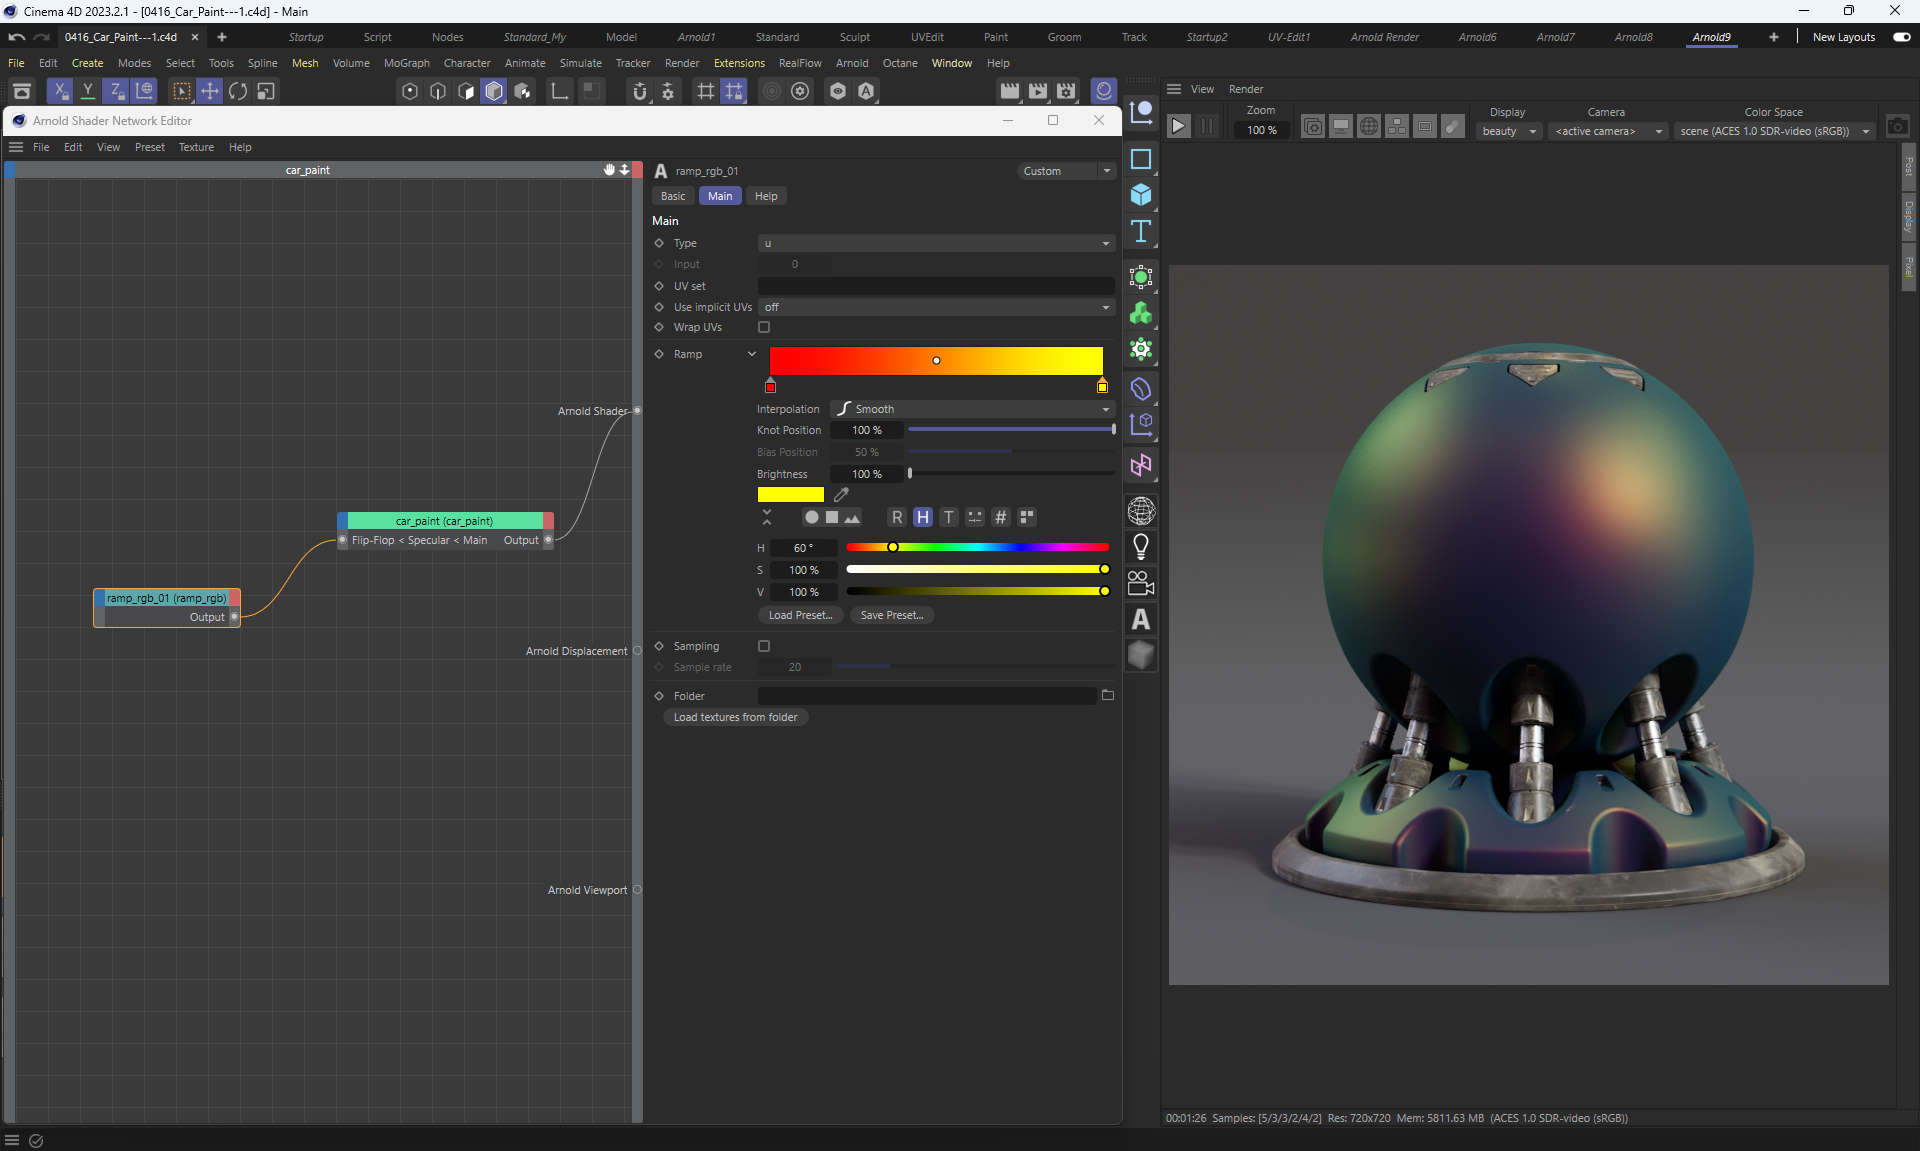 Cinema 4D 2023.2.1 - [0416_Car_Paint---1.c4d] - Main
0416_Car_Paint---1.c4d
Startup Script Nodes Standard_My Model Arnold1 Standard Sculpt UVEdit Paint Groom Track Startup2 UV-Edit1 Arnold Render Arnold6 Arnold7 Arnold8 Arnold9 New Layouts
File Edit Create Modes Select Tools Spline Mesh Volume MoGraph Character Animate Simulate Tracker Render Extensions RealFlow Arnold Octane Window Help
X Y Z
View Render
Zoom
100 %
Display
beauty
Camera
<active camera>
Color Space
scene (ACES 1.0 SDR-video (sRGB))
Post
Display
Pixel
Arnold Shader Network Editor
File Edit View Preset Texture Help
car_paint
Arnold Shader
car_paint (car_paint)
Flip-Flop < Specular < Main Output
ramp_rgb_01 (ramp_rgb)
Output
Arnold Displacement
Arnold Viewport
A ramp_rgb_01 Custom
Basic Main Help
Main
Type u
Input 0
UV set
Use implicit UVs off
Wrap UVs
Ramp
Interpolation Smooth
Knot Position 100 %
Bias Position 50 %
Brightness 100 %
R H T #
H 60 °
S 100 %
V 100 %
Load Preset... Save Preset...
Sampling
Sample rate 20
Folder
Load textures from folder
T
A
00:01:26 Samples: [5/3/3/2/4/2] Res: 720x720 Mem: 5811.63 MB (ACES 1.0 SDR-video (sRGB))